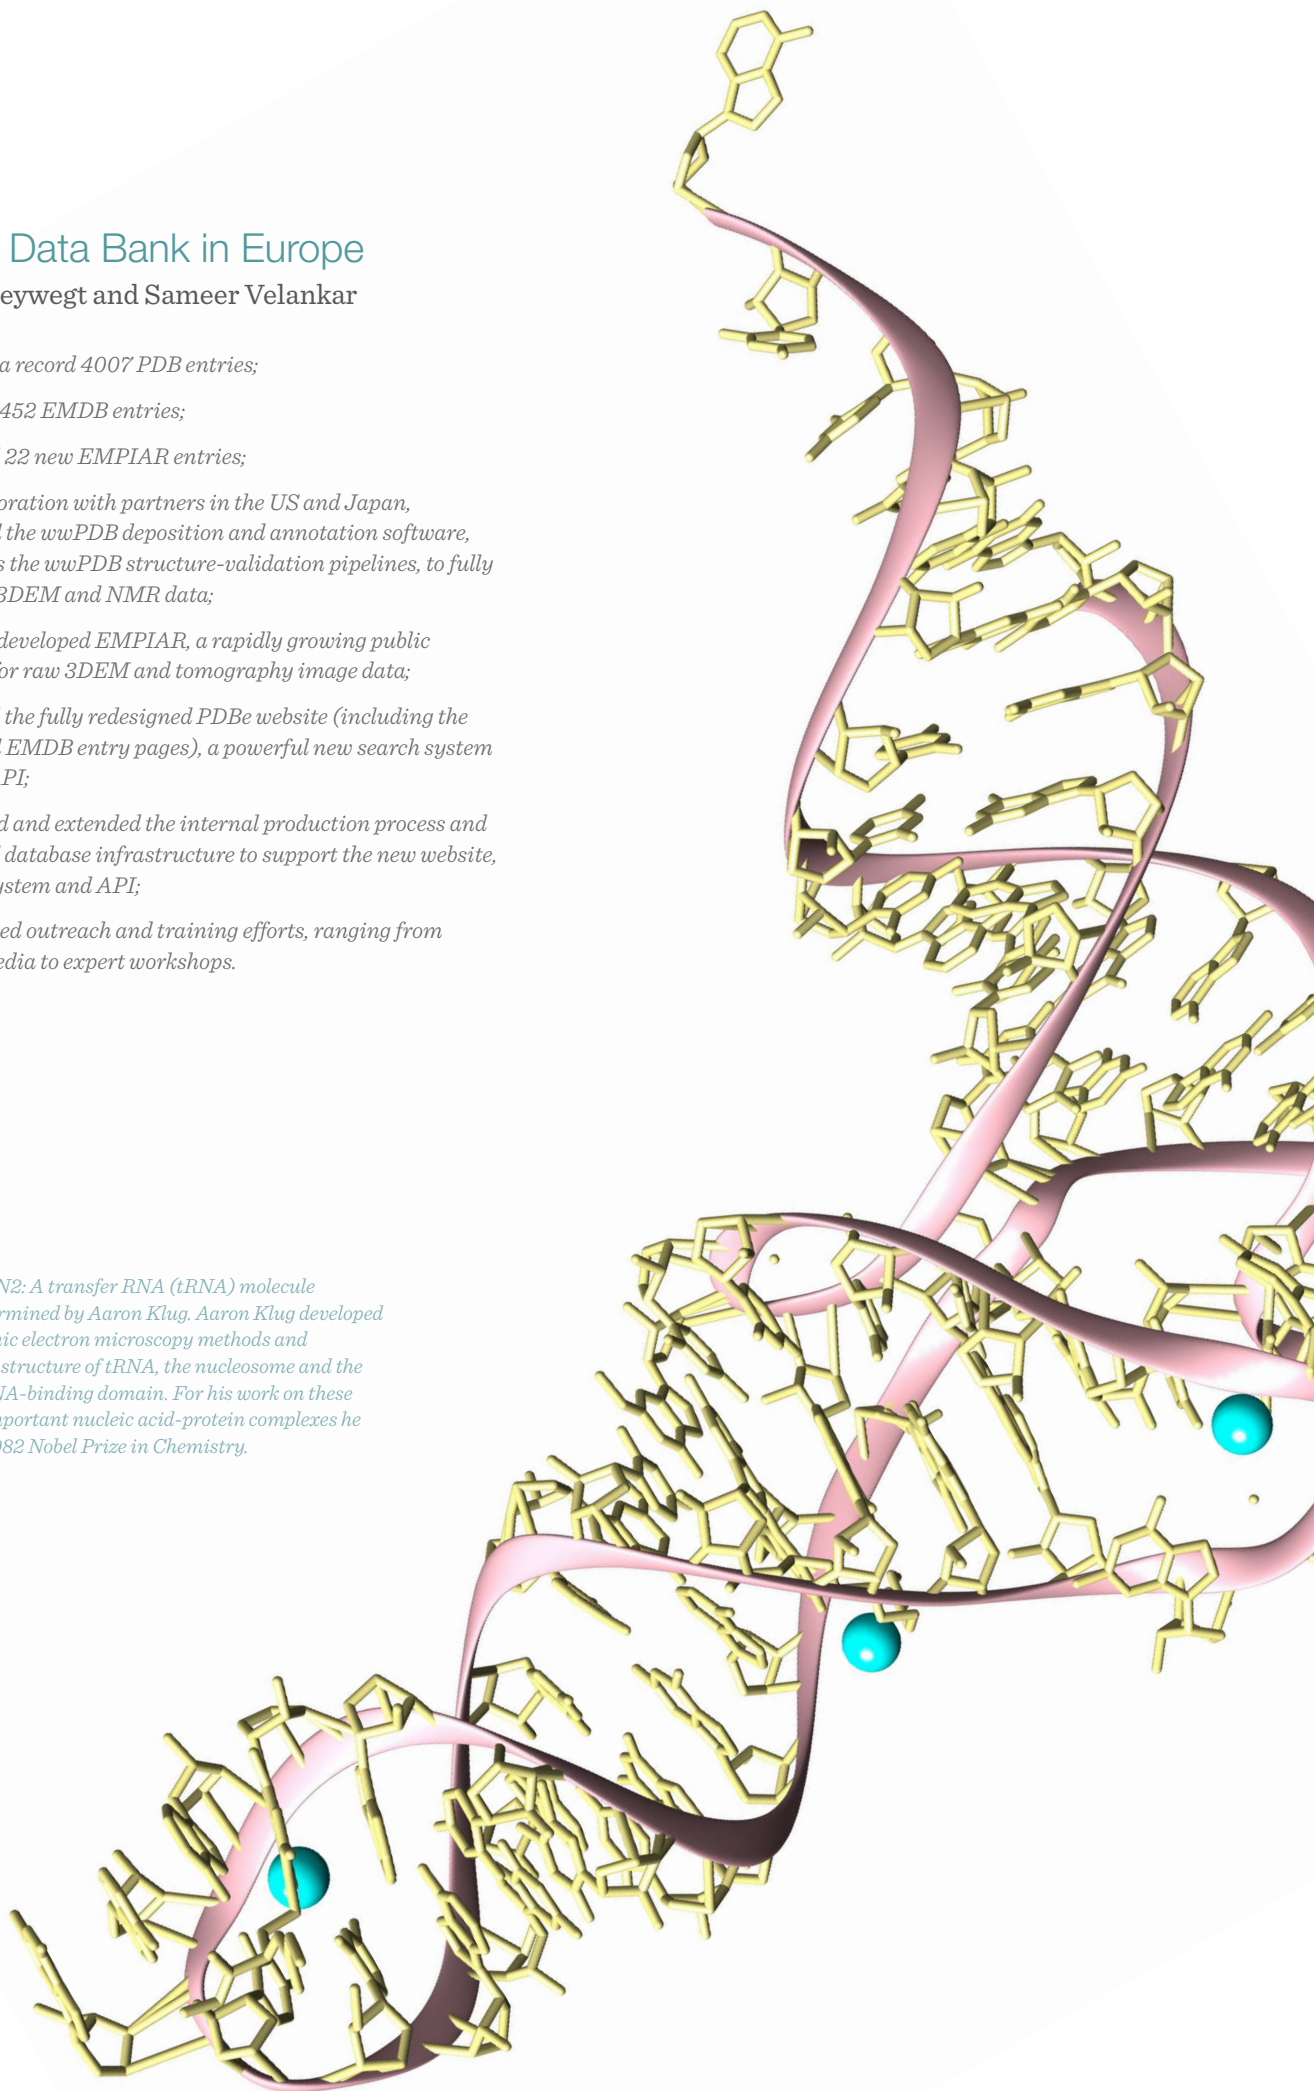 Data Bank in Europe
eywegt and Sameer Velankar
a record 4007 PDB entries;
452 EMDB entries;
22 new EMPIAR entries;
oration with partners in the US and Japan,
the wwPDB deposition and annotation software,
s the wwPDB structure-validation pipelines, to fully
3DEM and NMR data;
developed EMPIAR, a rapidly growing public
or raw 3DEM and tomography image data;
the fully redesigned PDBe website (including the
EMDB entry pages), a powerful new search system
PI;
d and extended the internal production process and
database infrastructure to support the new website,
ystem and API;
ed outreach and training efforts, ranging from
edia to expert workshops.
N2: A transfer RNA (tRNA) molecule
rmined by Aaron Klug. Aaron Klug developed
hic electron microscopy methods and
structure of tRNA, the nucleosome and the
NA-binding domain. For his work on these
mportant nucleic acid-protein complexes he
982 Nobel Prize in Chemistry.